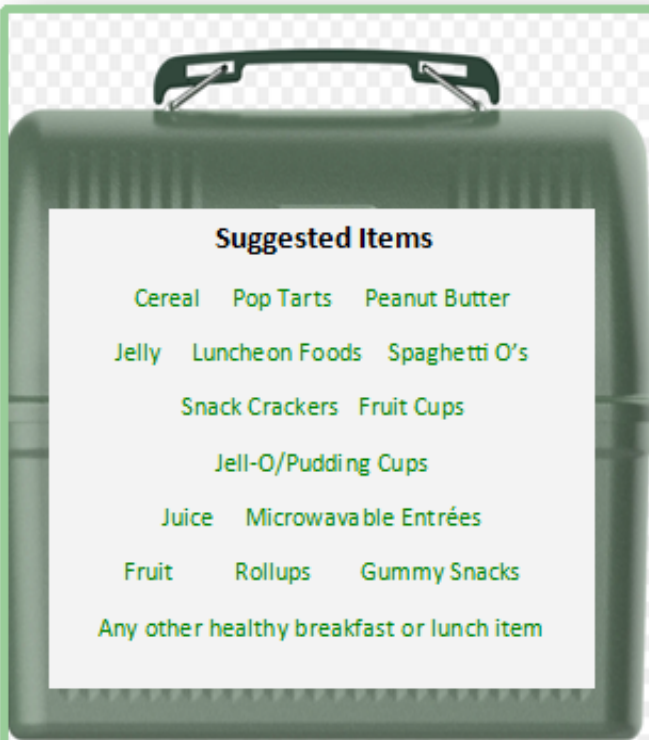 Suggested Items
Cereal Pop Tarts Peanut Butter
Jelly Luncheon Foods Spaghetti O's
Snack Crackers Fruit Cups
Jell-O/Pudding Cups
Juice Microwavable Entrées
Fruit Rollups Gummy Snacks
Any other healthy breakfast or lunch item